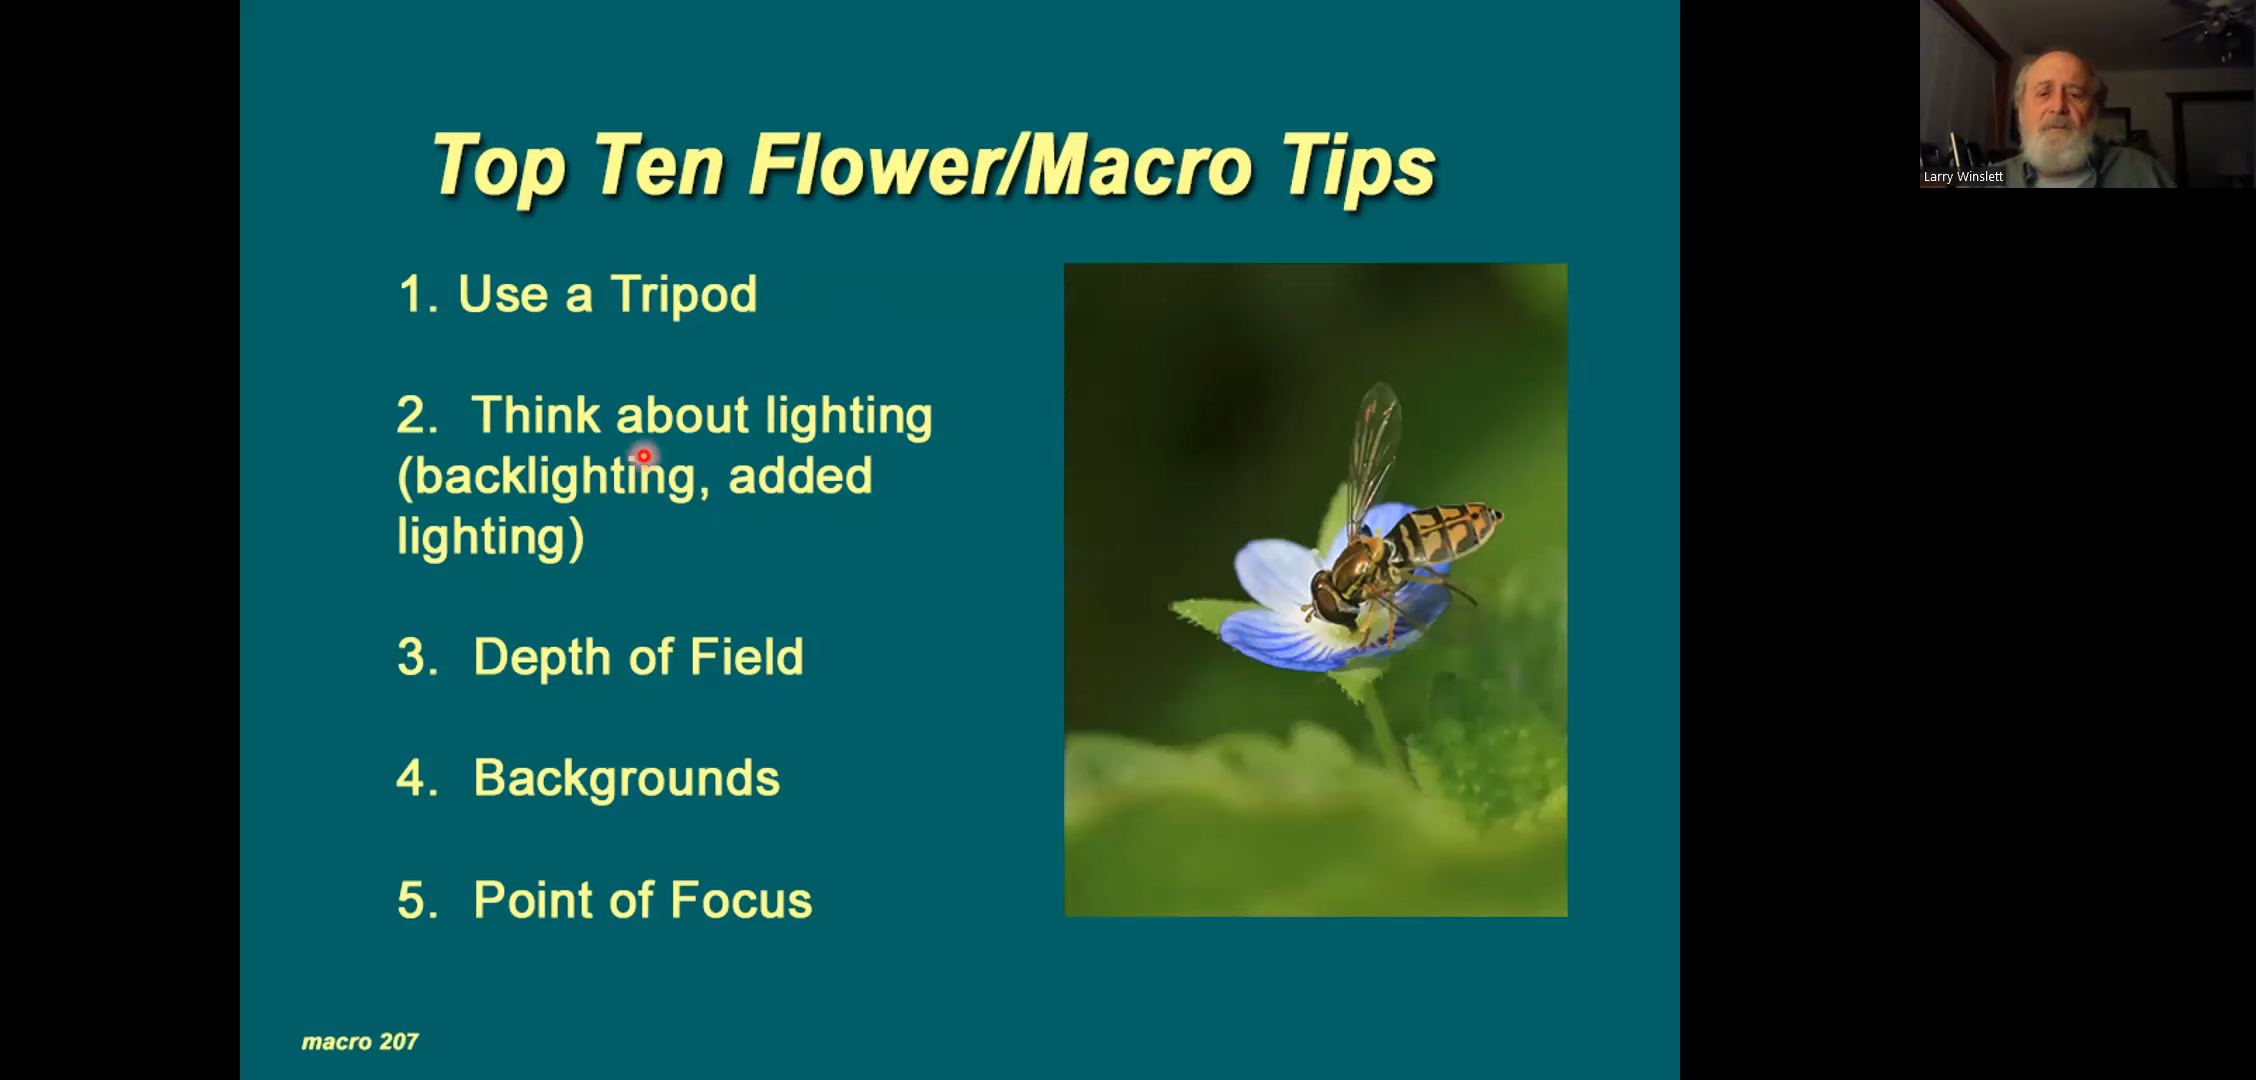 Top Ten Flower/Macro Tips
1. Use a Tripod
2. Think about lighting
(backlighting, added
lighting)
3. Depth of Field
4. Backgrounds
5. Point of Focus
macro 207
Larry Winslett